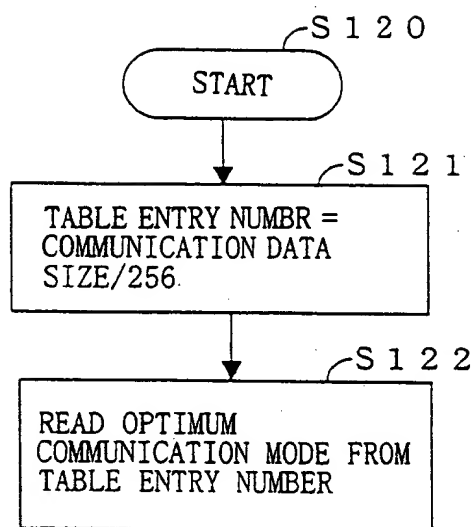 S120
START
S121
TABLE ENTRY NUMBR =
COMMUNICATION DATA
SIZE/256
S122
READ OPTIMUM
COMMUNICATION MODE FROM
TABLE ENTRY NUMBER